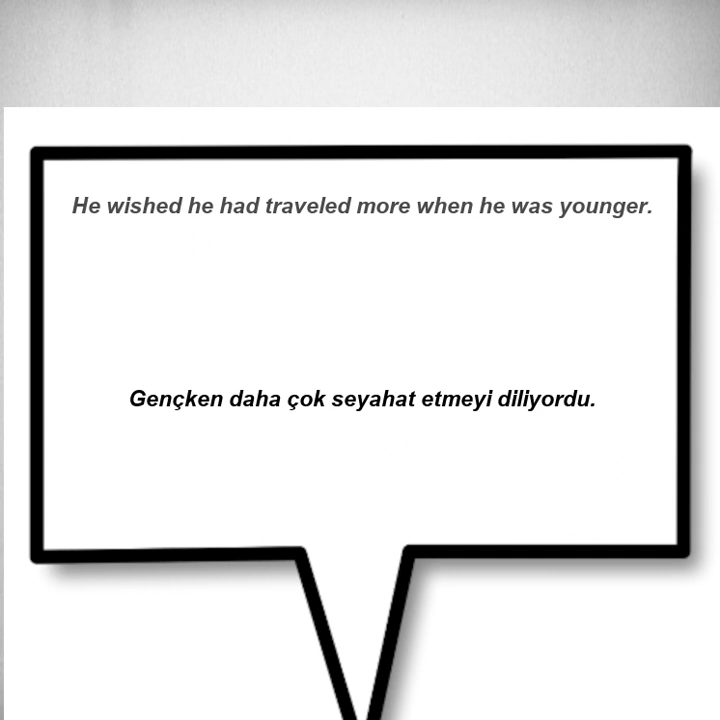 He wished he had traveled more when he was younger.
Gençken daha çok seyahat etmeyi diliyordu.